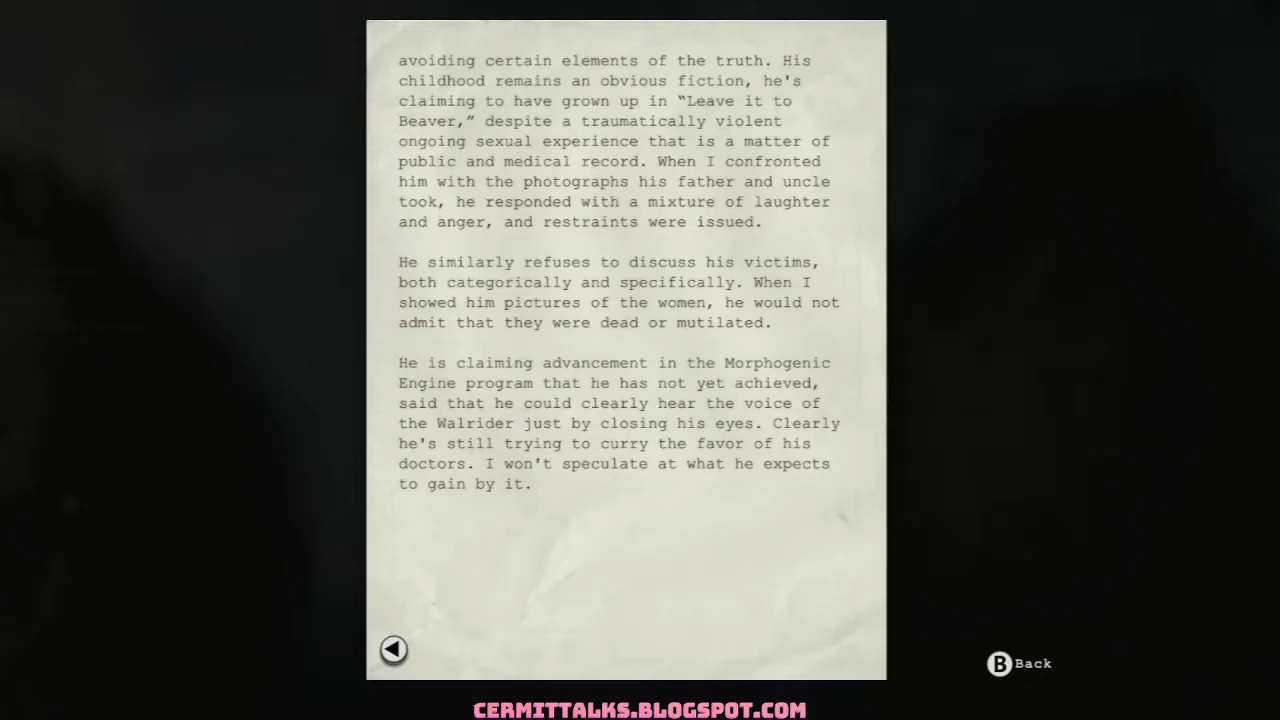 avoiding certain elements of the truth. His
childhood remains an obvious fiction, he's
claiming to have grown up in “Leave it to
Beaver,” despite a traumatically violent
ongoing sexual experience that is a matter of
public and medical record. When I confronted
him with the photographs his father and uncle
took, he responded with a mixture of laughter
and anger, and restraints were issued.

He similarly refuses to discuss his victims,
both categorically and specifically. When I
showed him pictures of the women, he would not
admit that they were dead or mutilated.

He is claiming advancement in the Morphogenic
Engine program that he has not yet achieved,
said that he could clearly hear the voice of
the Walrider just by closing his eyes. Clearly
he's still trying to curry the favor of his
doctors. I won't speculate at what he expects
to gain by it.

B Back
CERMITTALKS.BLOGSPOT.COM